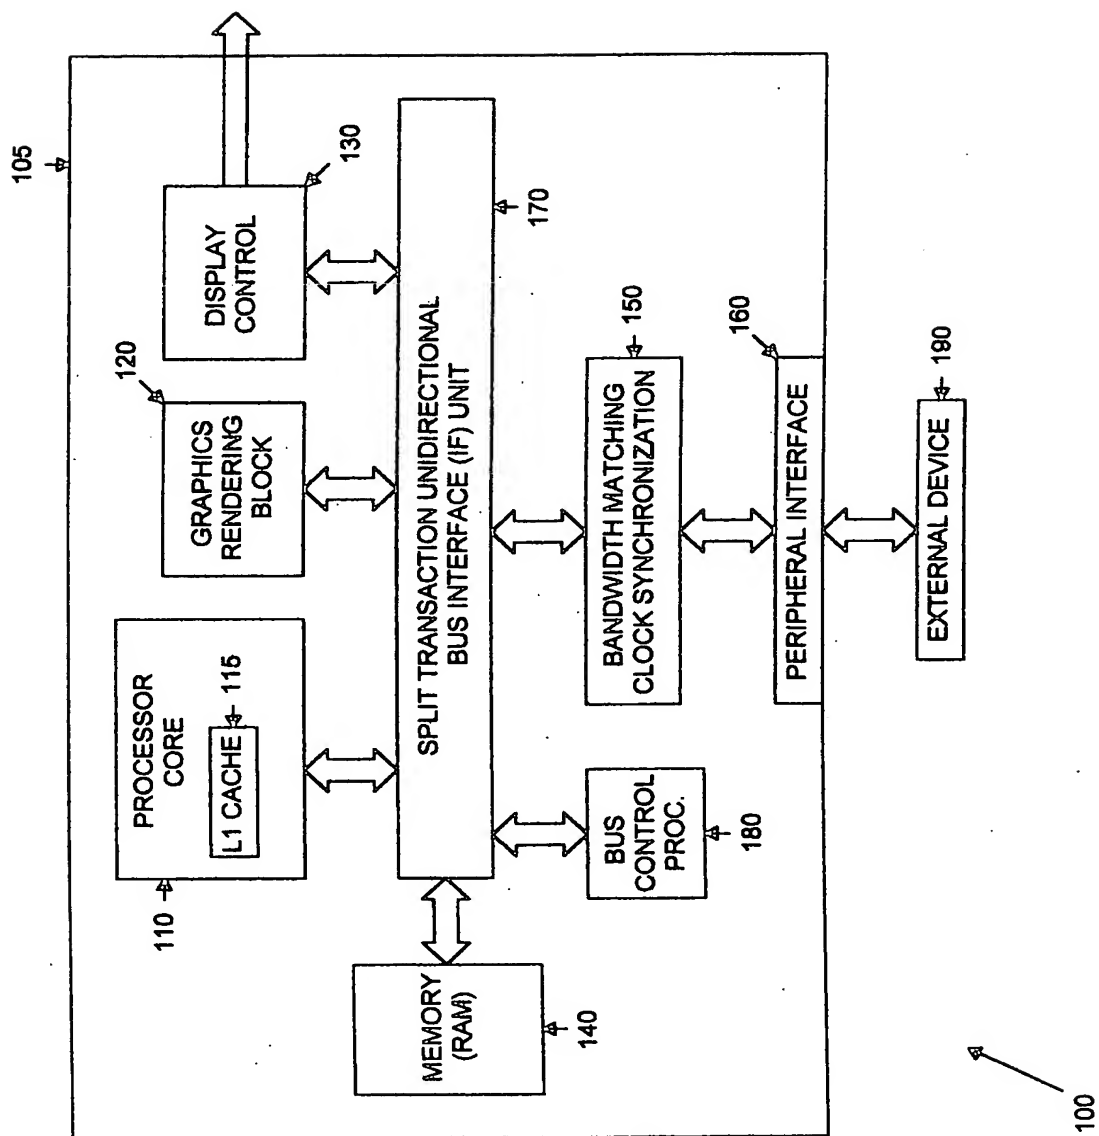 105
PROCESSOR
CORE
L1 CACHE
115
110
GRAPHICS
RENDERING
BLOCK
120
DISPLAY
CONTROL
130
MEMORY
(RAM)
140
SPLIT TRANSACTION UNIDIRECTIONAL
BUS INTERFACE (IF) UNIT
170
BUS
CONTROL
PROC.
180
BANDWIDTH MATCHING
CLOCK SYNCHRONIZATION
150
PERIPHERAL INTERFACE
160
EXTERNAL DEVICE
190
100